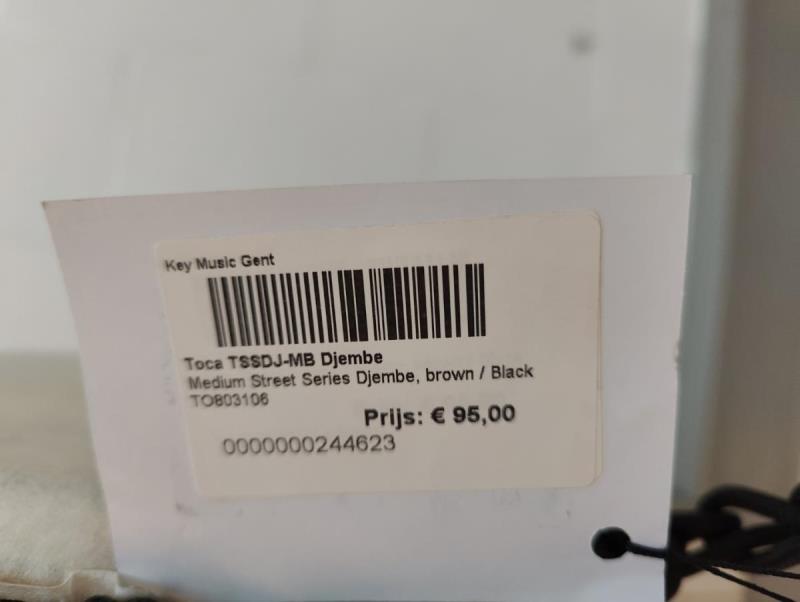 Key Music Gent
Toca TSSDJ-MB Djembe
Medium Street Series Djembe, brown / Black
TO803106
Prijs: € 95,00
0000000244623